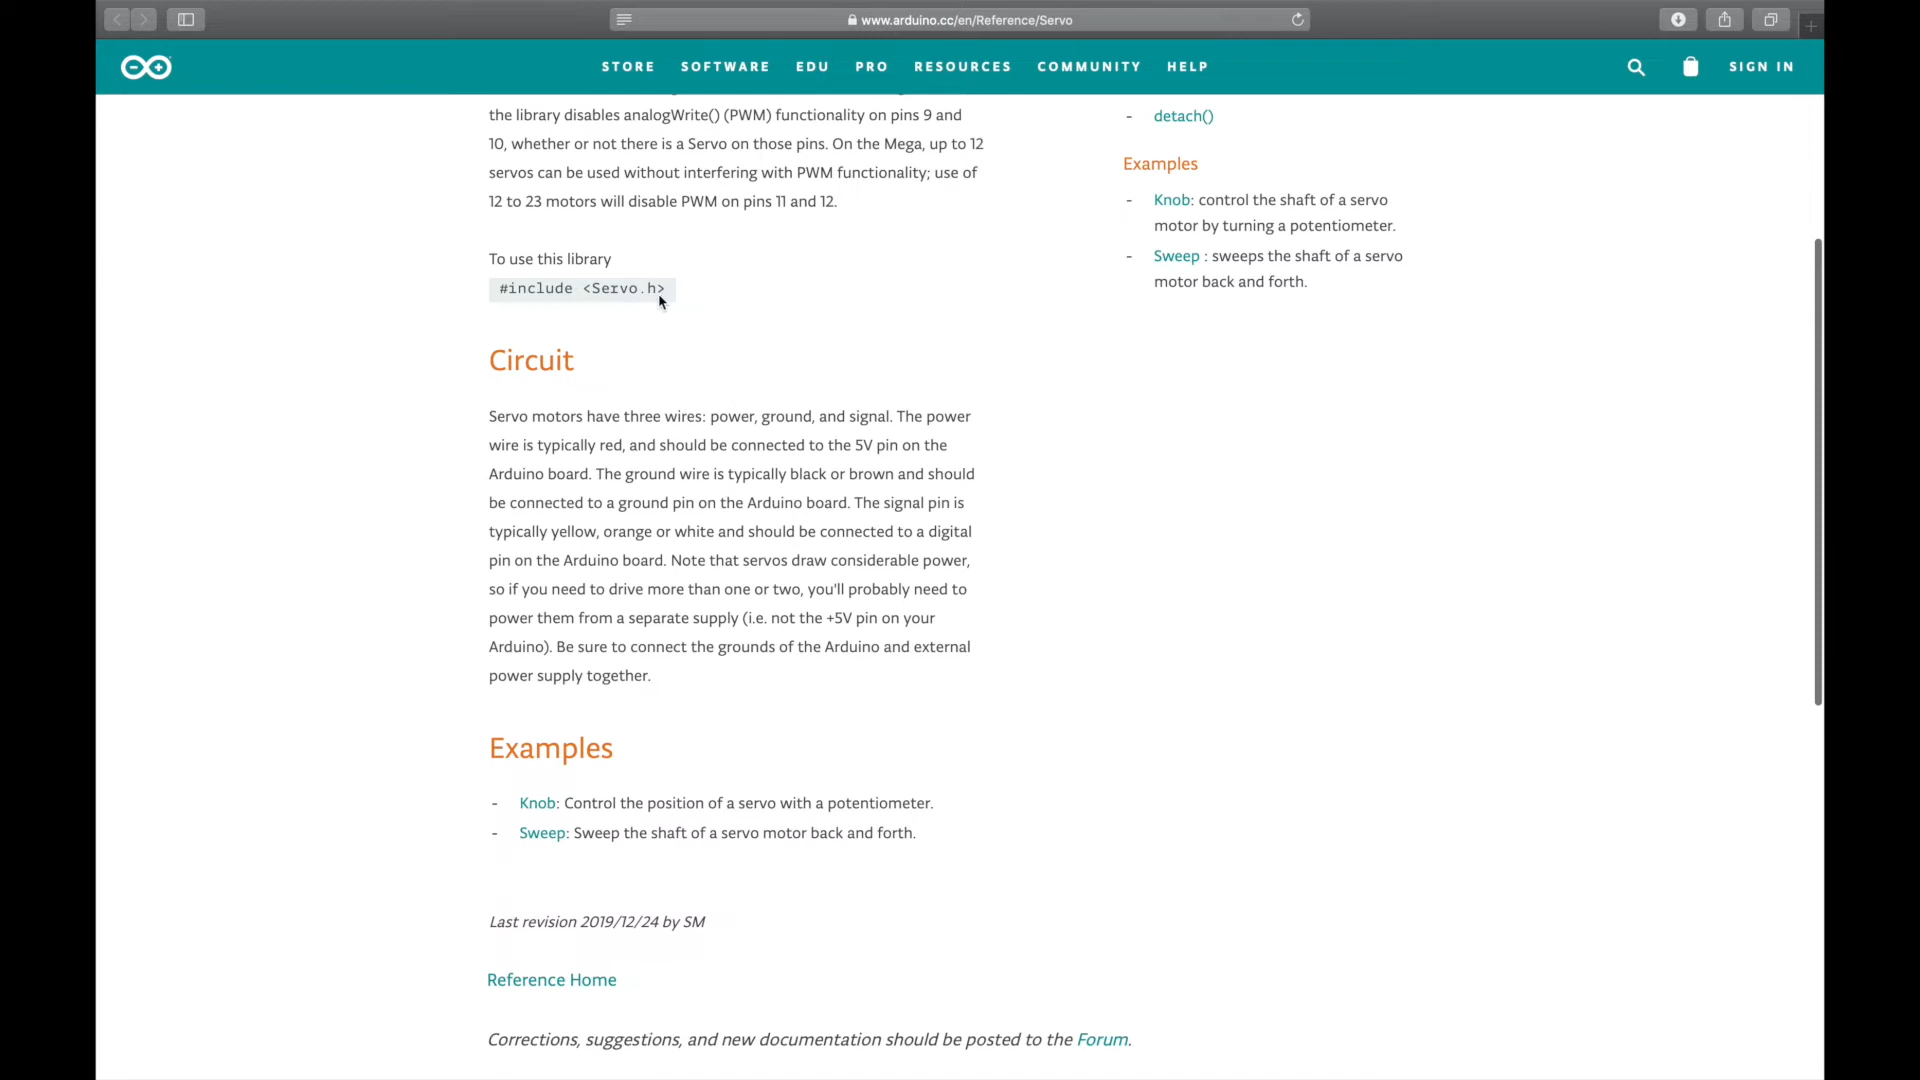 www.arduino.cc/en/Reference/Servo
STORE SOFTWARE EDU PRO RESOURCES COMMUNITY HELP SIGN IN
the library disables analogWrite() (PWM) functionality on pins 9 and
10, whether or not there is a Servo on those pins. On the Mega, up to 12
servos can be used without interfering with PWM functionality; use of
12 to 23 motors will disable PWM on pins 11 and 12.
To use this library
#include <Servo.h>
Circuit
Servo motors have three wires: power, ground, and signal. The power
wire is typically red, and should be connected to the 5V pin on the
Arduino board. The ground wire is typically black or brown and should
be connected to a ground pin on the Arduino board. The signal pin is
typically yellow, orange or white and should be connected to a digital
pin on the Arduino board. Note that servos draw considerable power,
so if you need to drive more than one or two, you'll probably need to
power them from a separate supply (i.e. not the +5V pin on your
Arduino). Be sure to connect the grounds of the Arduino and external
power supply together.
Examples
- Knob: Control the position of a servo with a potentiometer.
- Sweep: Sweep the shaft of a servo motor back and forth.
Last revision 2019/12/24 by SM
Reference Home
Corrections, suggestions, and new documentation should be posted to the Forum.
- detach()
Examples
- Knob: control the shaft of a servo
motor by turning a potentiometer.
- Sweep : sweeps the shaft of a servo
motor back and forth.